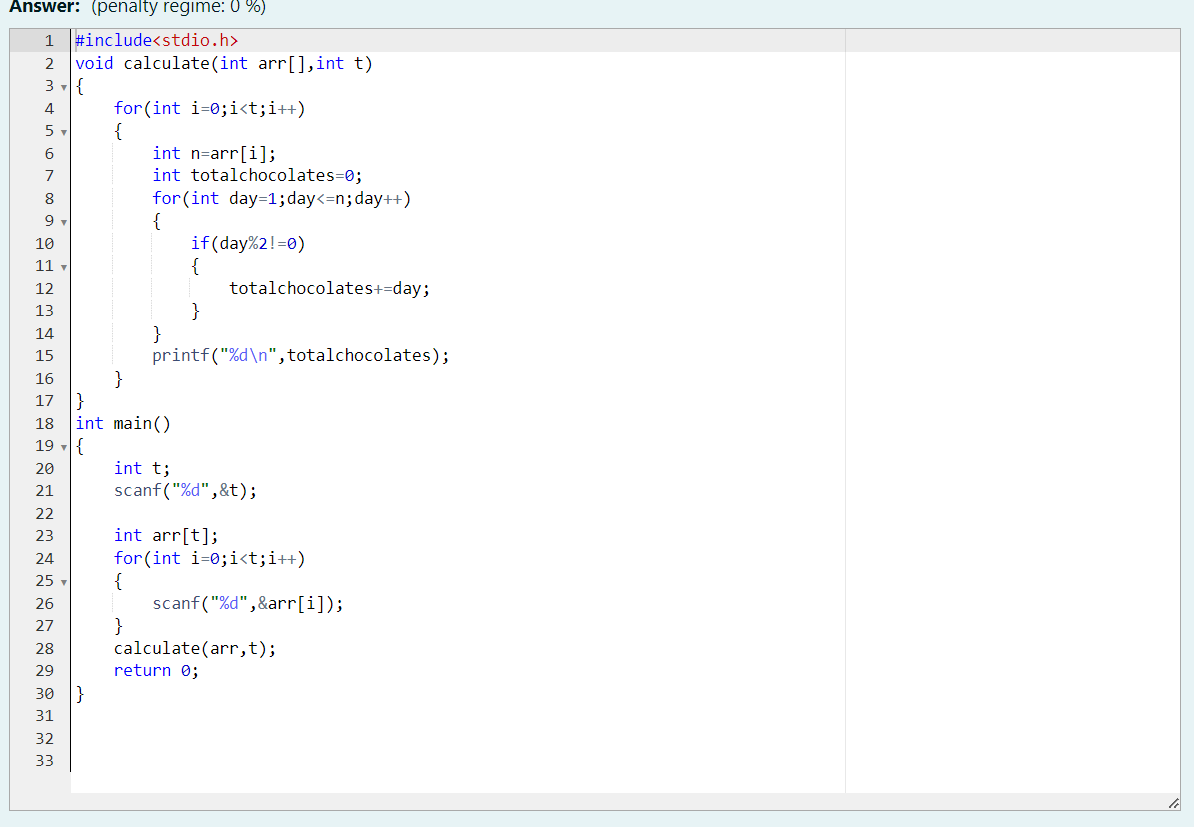 Answer: (penalty regime: 0 %)
1 #include<stdio.h>
2 void calculate(int arr[],int t)
3 {
4     for(int i=0;i<t;i++)
5     {
6         int n=arr[i];
7         int totalchocolates=0;
8         for(int day=1;day<=n;day++)
9         {
10             if(day%2!=0)
11             {
12                 totalchocolates+=day;
13             }
14         }
15         printf("%d\n",totalchocolates);
16     }
17 }
18 int main()
19 {
20     int t;
21     scanf("%d",&t);
22
23     int arr[t];
24     for(int i=0;i<t;i++)
25     {
26         scanf("%d",&arr[i]);
27     }
28     calculate(arr,t);
29     return 0;
30 }
31
32
33